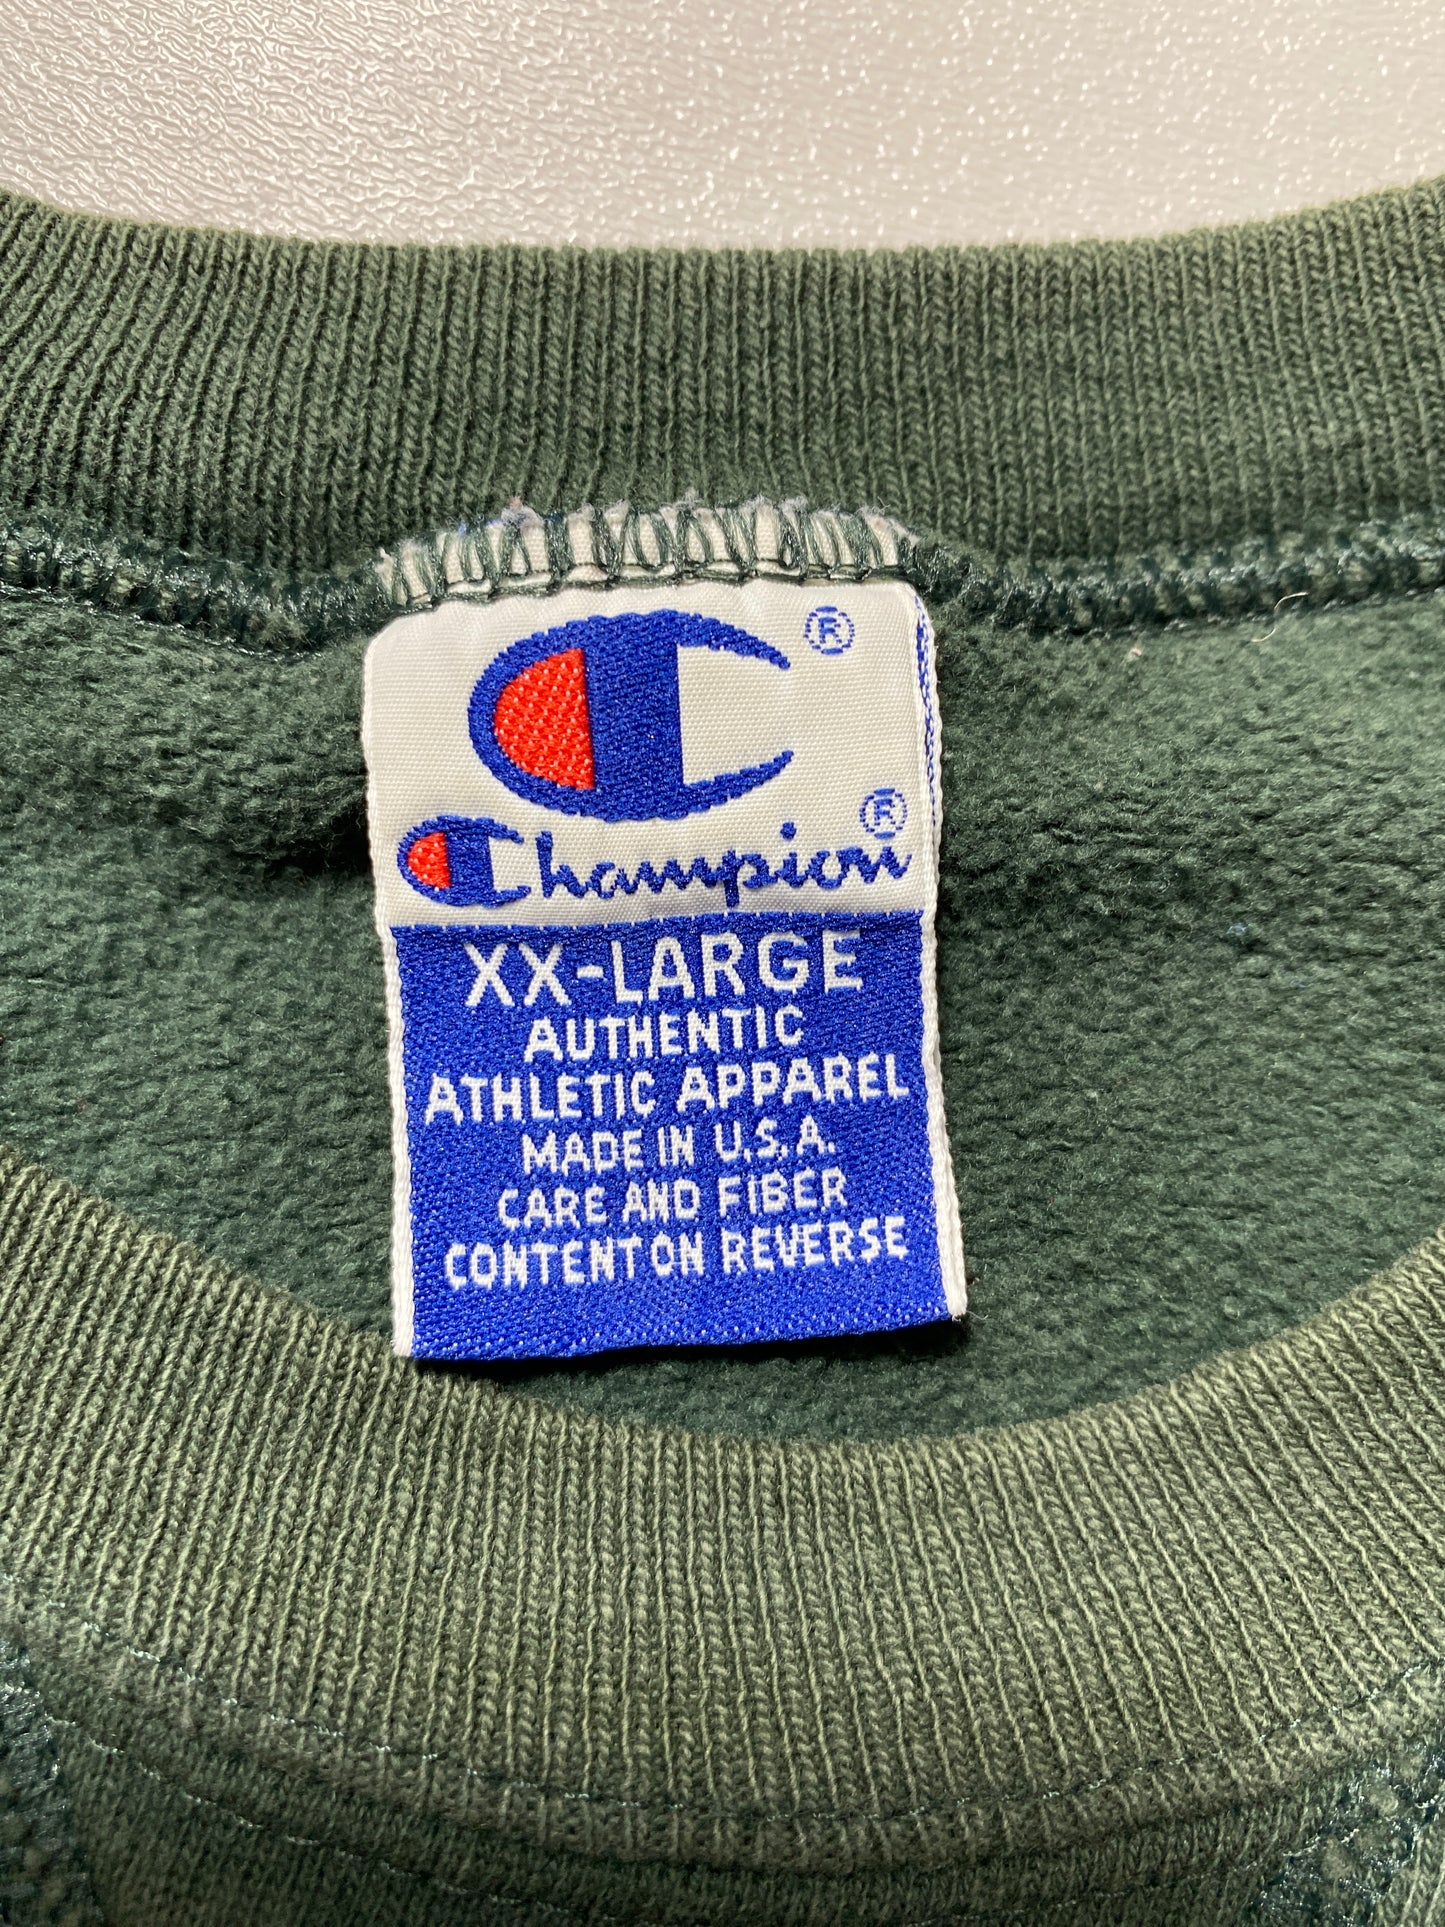 ®
Champion ®
XX-LARGE
AUTHENTIC
ATHLETIC APPAREL
MADE IN U.S.A.
CARE AND FIBER
CONTENT ON REVERSE